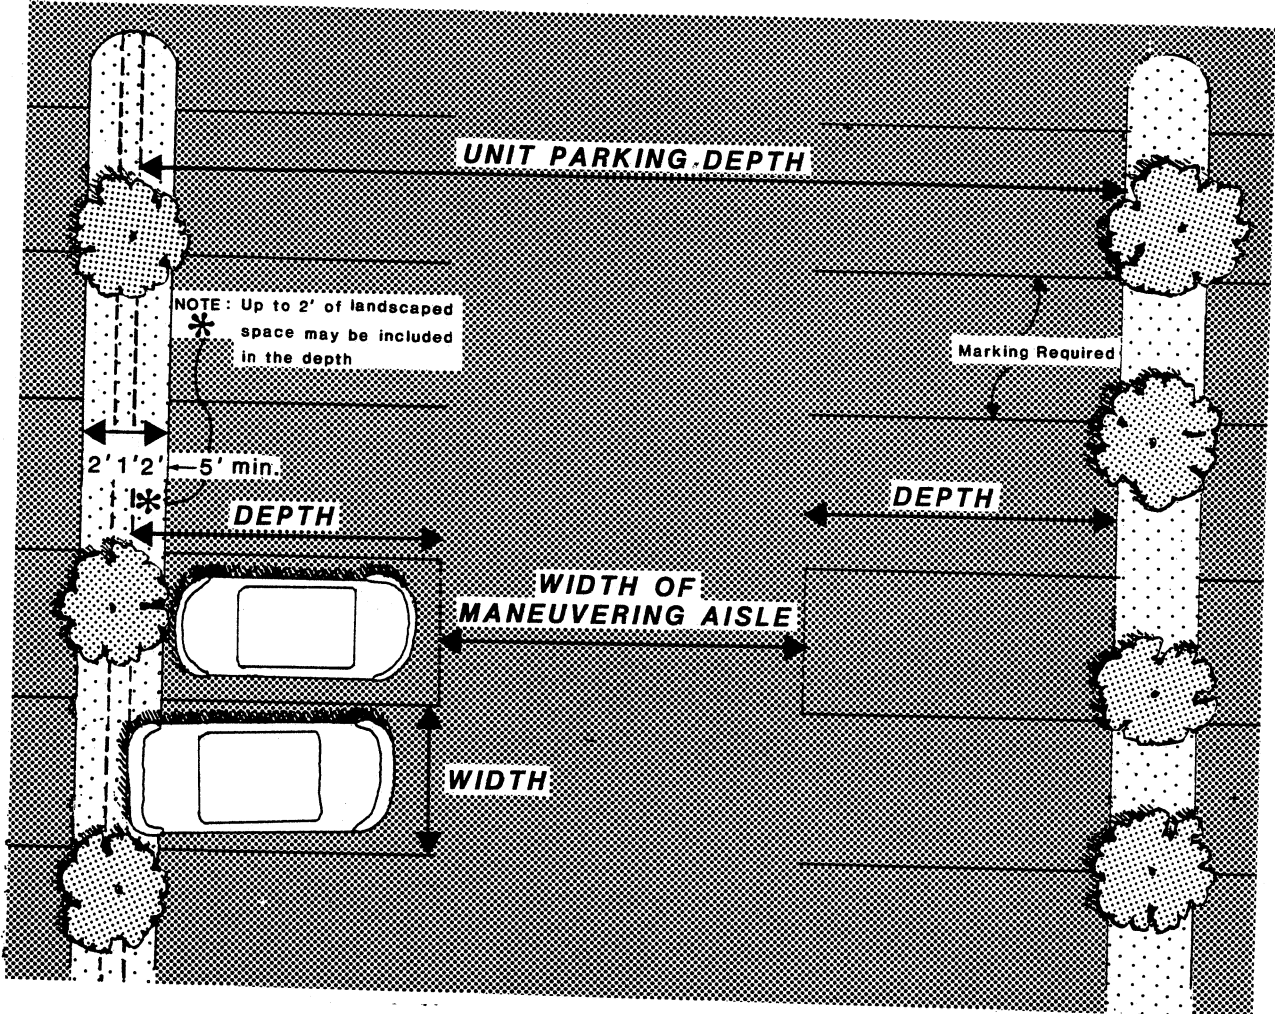 UNIT PARKING DEPTH
NOTE: Up to 2' of landscaped
* space may be included
in the depth
Marking Required
2' 1' 2' 5' min.
*
DEPTH
DEPTH
WIDTH OF
MANEUVERING AISLE
WIDTH